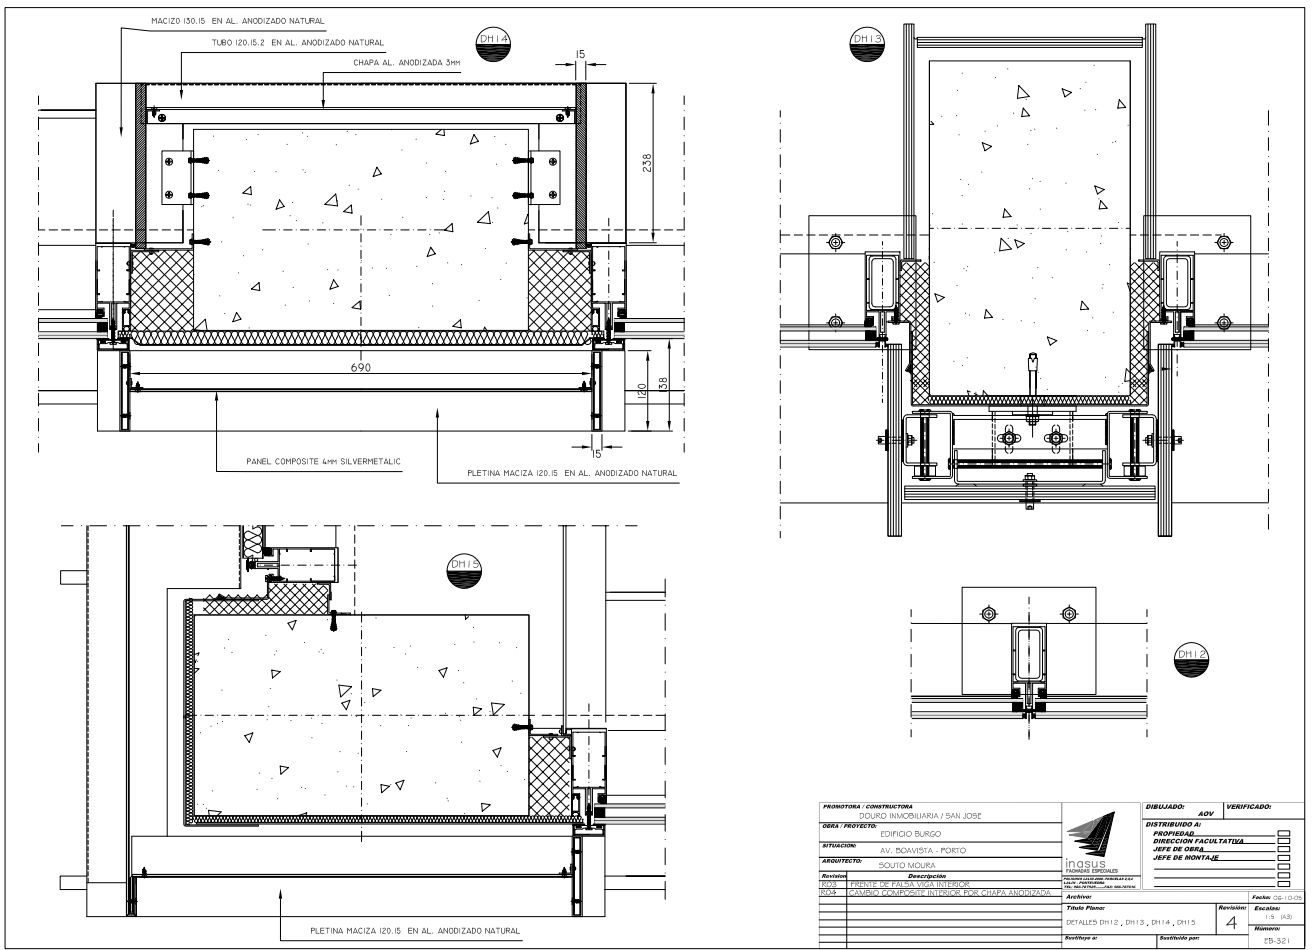 MACIZO 130.15 EN AL. ANODIZADO NATURAL
TUBO 120.15.2 EN AL. ANODIZADO NATURAL
CHAPA AL. ANODIZADA 3MM
DH14
15
238
690
120
138
15
PANEL COMPOSITE 4MM SILVERMETALIC
PLETINA MACIZA 120.15 EN AL. ANODIZADO NATURAL
DH13
DH15
PLETINA MACIZA 120.15 EN AL. ANODIZADO NATURAL
DH12
PROMOTORA / CONSTRUCTORA
DOURO INMOBILIARIA / SAN JOSE
OBRA / PROYECTO:
EDIFICIO BURGO
SITUACION:
AV. BOAVISTA - PORTO
ARQUITECTO:
SOUTO MOURA
Revision Descripción
R03 FRENTE DE FALSA VIGA INTERIOR
R04 CAMBIO COMPOSITE INTERIOR POR CHAPA ANODIZADA
inasus
FACHADAS ESPECIALES
DIBUJADO: AOV
VERIFICADO:
DISTRIBUIDO A:
PROPIEDAD
DIRECCION FACULTATIVA
JEFE DE OBRA
JEFE DE MONTAJE
Archivo:
Fecha: 06-10-05
Titulo Plano:
DETALLES DH12 , DH13 , DH14 , DH15
Revisión:
4
Escalas:
1:5 (A3)
Número:
EB-321
Sustituye a:
Sustituido por: